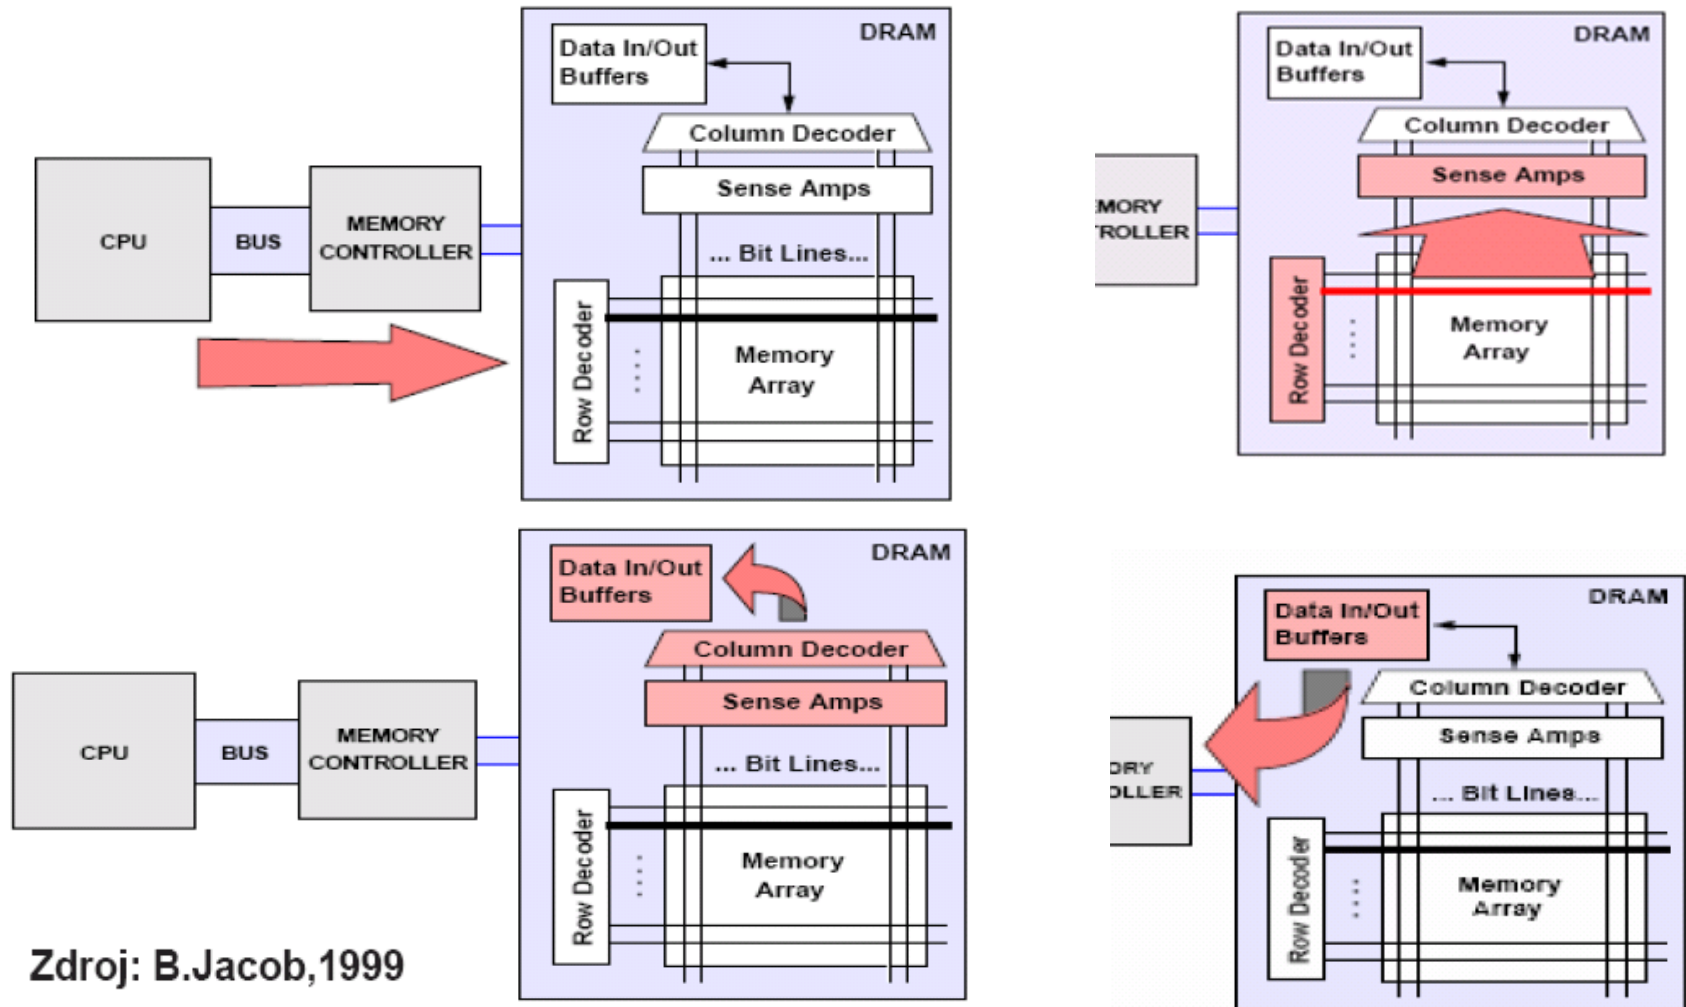 DRAM
Data In/Out
Buffers
Column Decoder
Sense Amps
CPU
BUS
MEMORY
CONTROLLER
... Bit Lines...
Row Decoder
Memory
Array
DRAM
Data In/Out
Buffers
Column Decoder
Sense Amps
EMORY
TROLLER
Row Decoder
Memory
Array
DRAM
Data In/Out
Buffers
Column Decoder
Sense Amps
CPU
BUS
MEMORY
CONTROLLER
... Bit Lines...
Row Decoder
Memory
Array
Zdroj: B.Jacob,1999
DRAM
Data In/Out
Buffers
Column Decoder
Sense Amps
ORY
OLLER
... Bit Lines...
Row Decoder
Memory
Array